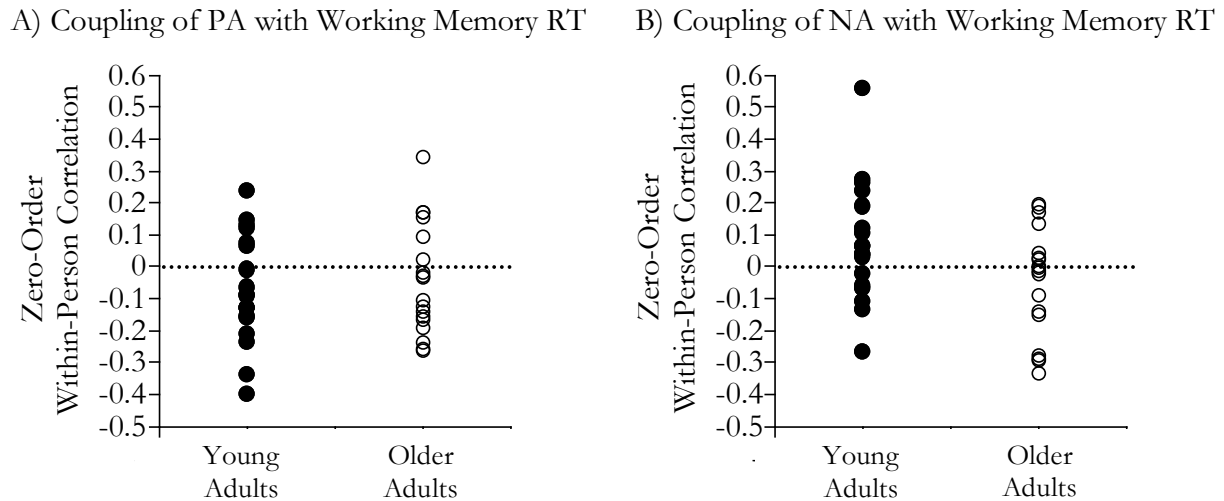 A) Coupling of PA with Working Memory RT
Zero-Order
Within-Person Correlation
0.6
0.5
0.4
0.3
0.2
0.1
0
-0.1
-0.2
-0.3
-0.4
-0.5
Young
Adults
Older
Adults
B) Coupling of NA with Working Memory RT
Zero-Order
Within-Person Correlation
0.6
0.5
0.4
0.3
0.2
0.1
0
-0.1
-0.2
-0.3
-0.4
-0.5
Young
Adults
Older
Adults